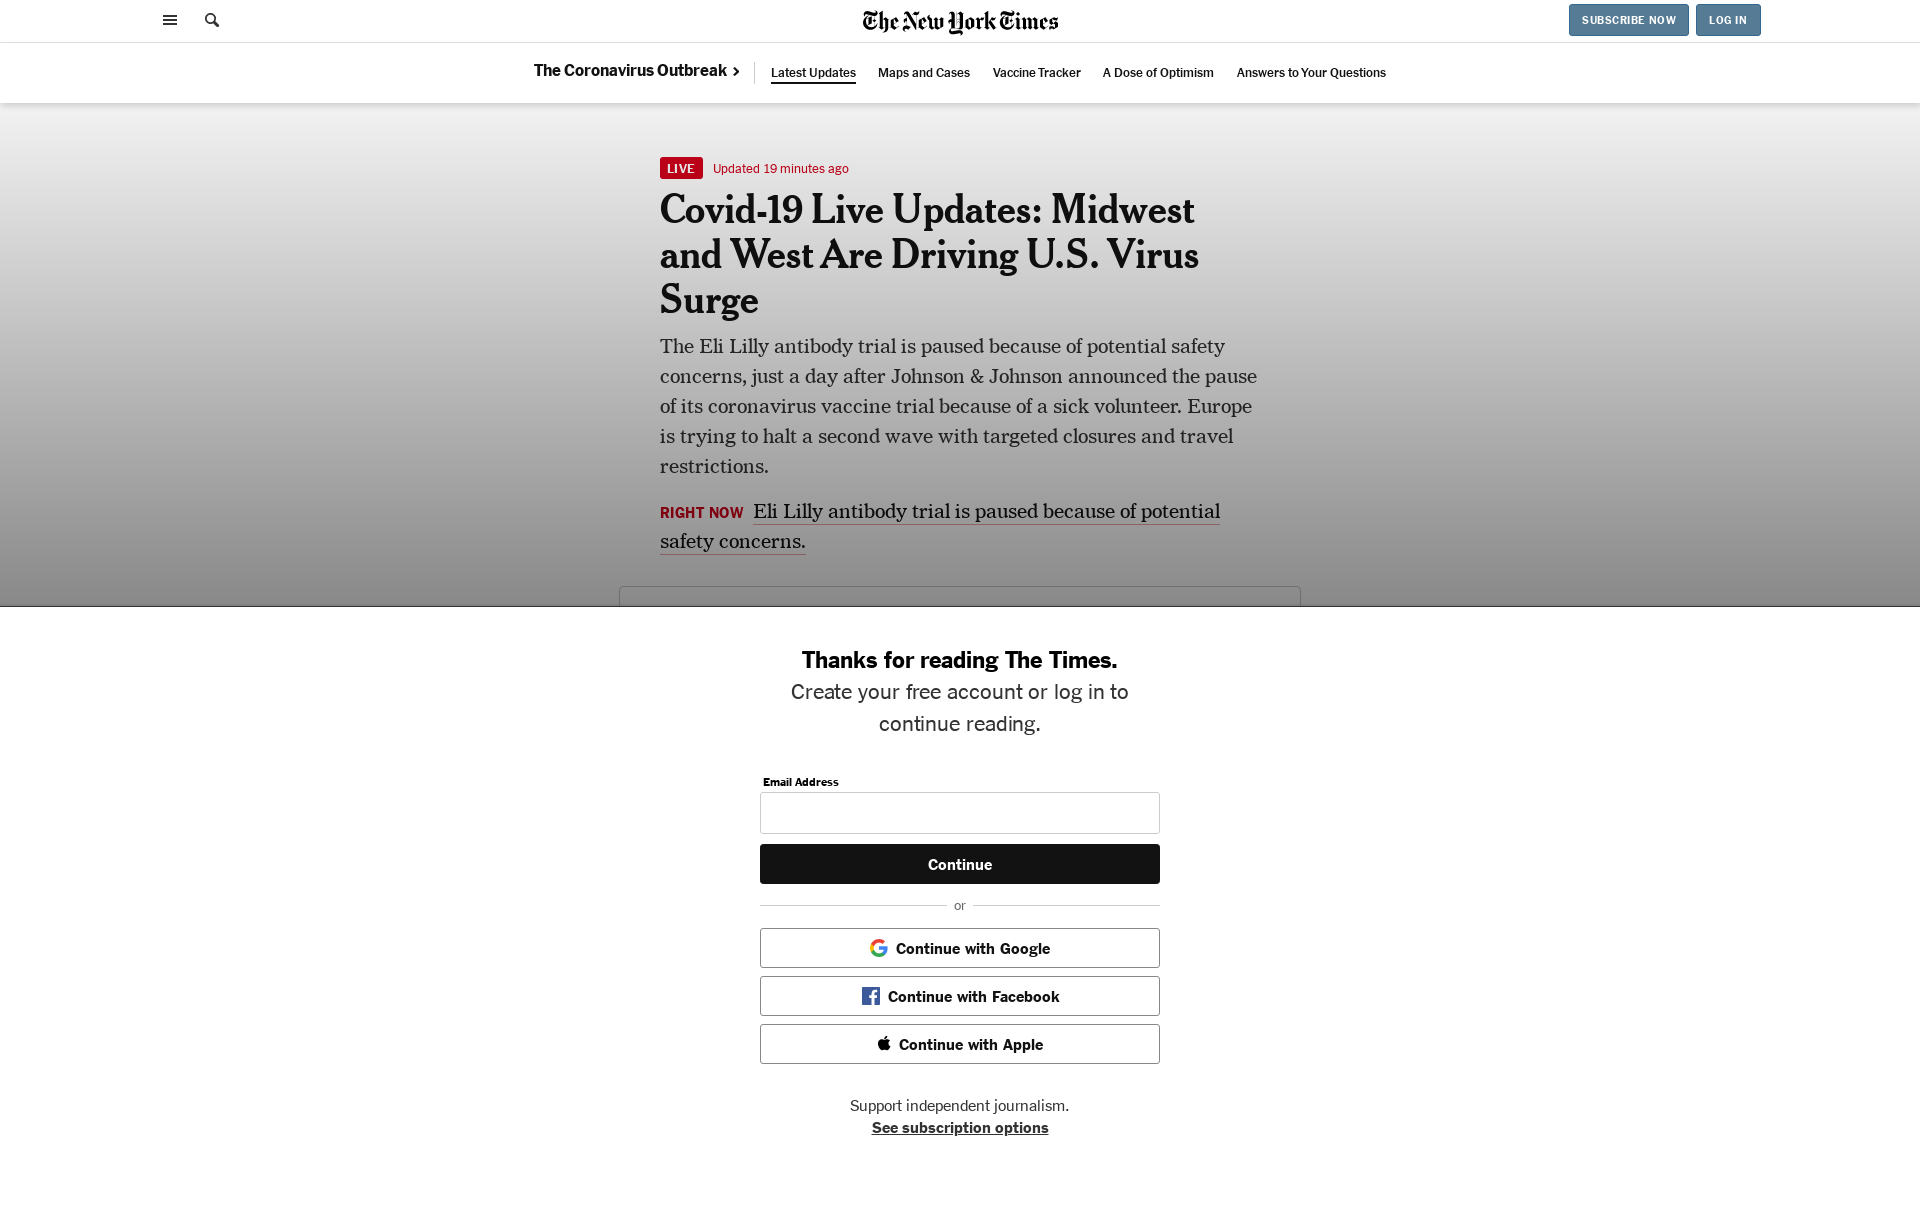 The New York Times
SUBSCRIBE NOW
LOG IN
The Coronavirus Outbreak
Latest Updates
Maps and Cases
Vaccine Tracker
A Dose of Optimism
Answers to Your Questions
LIVE
Updated 19 minutes ago
Covid-19 Live Updates: Midwest
and West Are Driving U.S. Virus
Surge
The Eli Lilly antibody trial is paused because of potential safety
concerns, just a day after Johnson & Johnson announced the pause
of its coronavirus vaccine trial because of a sick volunteer. Europe
is trying to halt a second wave with targeted closures and travel
restrictions.
RIGHT NOW Eli Lilly antibody trial is paused because of potential
safety concerns.
Thanks for reading The Times.
Create your free account or log in to
continue reading.
Email Address
Continue
or
Continue with Google
Continue with Facebook
Continue with Apple
Support independent journalism.
See subscription options